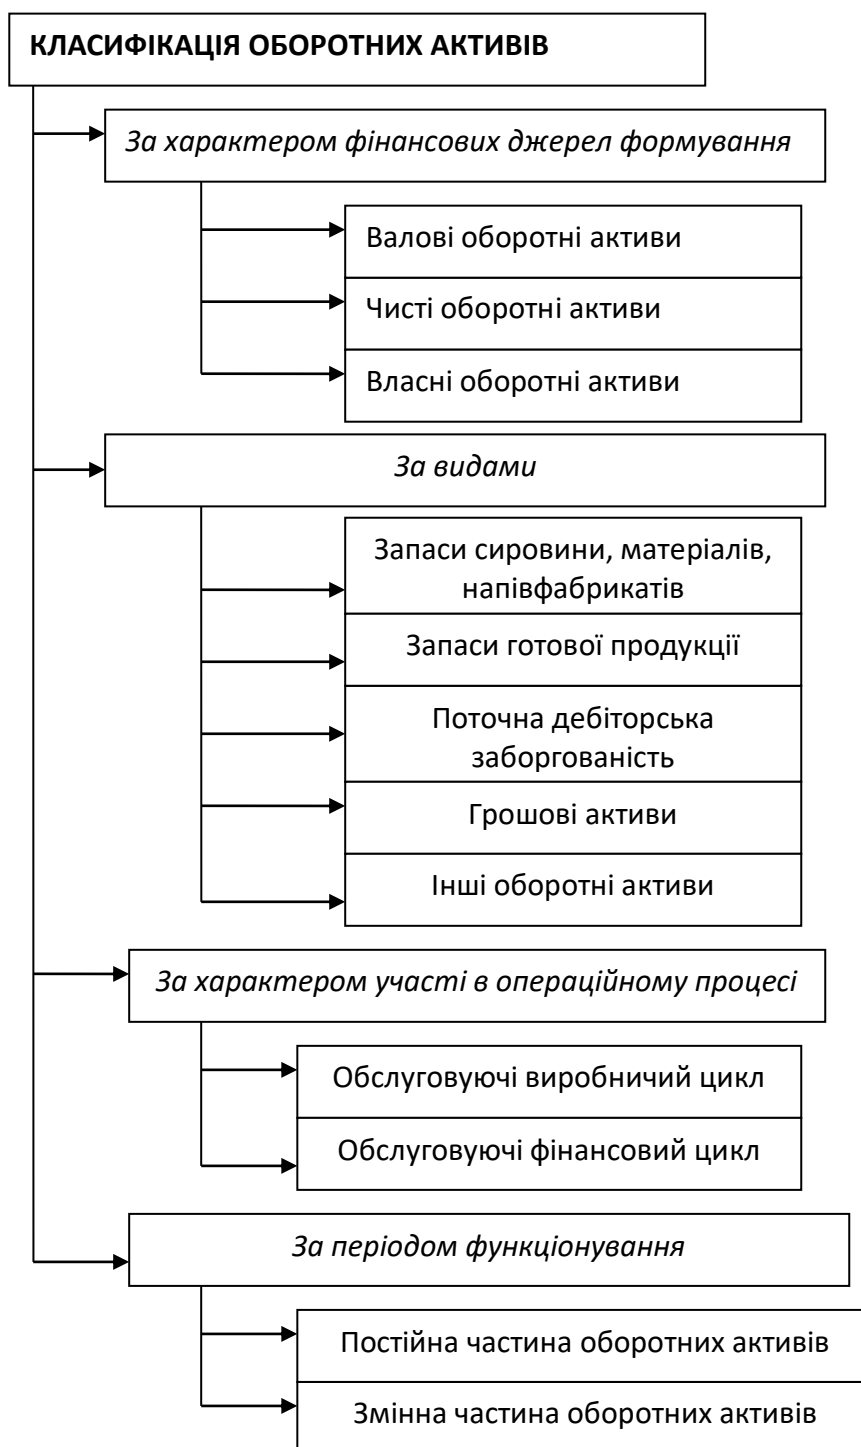 КЛАСИФІКАЦІЯ ОБОРОТНИХ АКТИВІВ
За характером фінансових джерел формування
Валові оборотні активи
Чисті оборотні активи
Власні оборотні активи
За видами
Запаси сировини, матеріалів,
напівфабрикатів
Запаси готової продукції
Поточна дебіторська
заборгованість
Грошові активи
Інші оборотні активи
За характером участі в операційному процесі
Обслуговуючі виробничий цикл
Обслуговуючі фінансовий цикл
За періодом функціонування
Постійна частина оборотних активів
Змінна частина оборотних активів